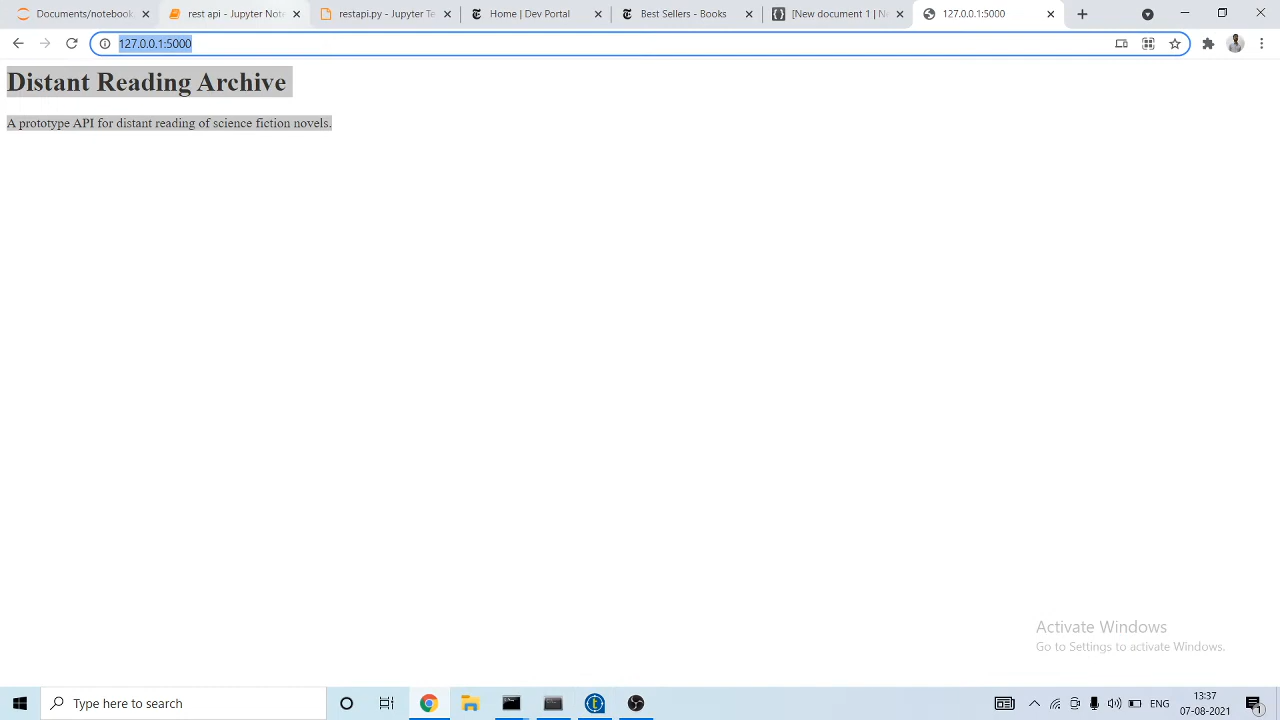 Documents/notebook
rest api - Jupyter Note
restapi.py - Jupyter Te
Home | Dev Portal
Best Sellers - Books
[New document 1 | N
127.0.0.1:5000
127.0.0.1:5000
Distant Reading Archive
A prototype API for distant reading of science fiction novels.
Activate Windows
Go to Settings to activate Windows.
Type here to search
ENG
13:37
07-08-2021
1